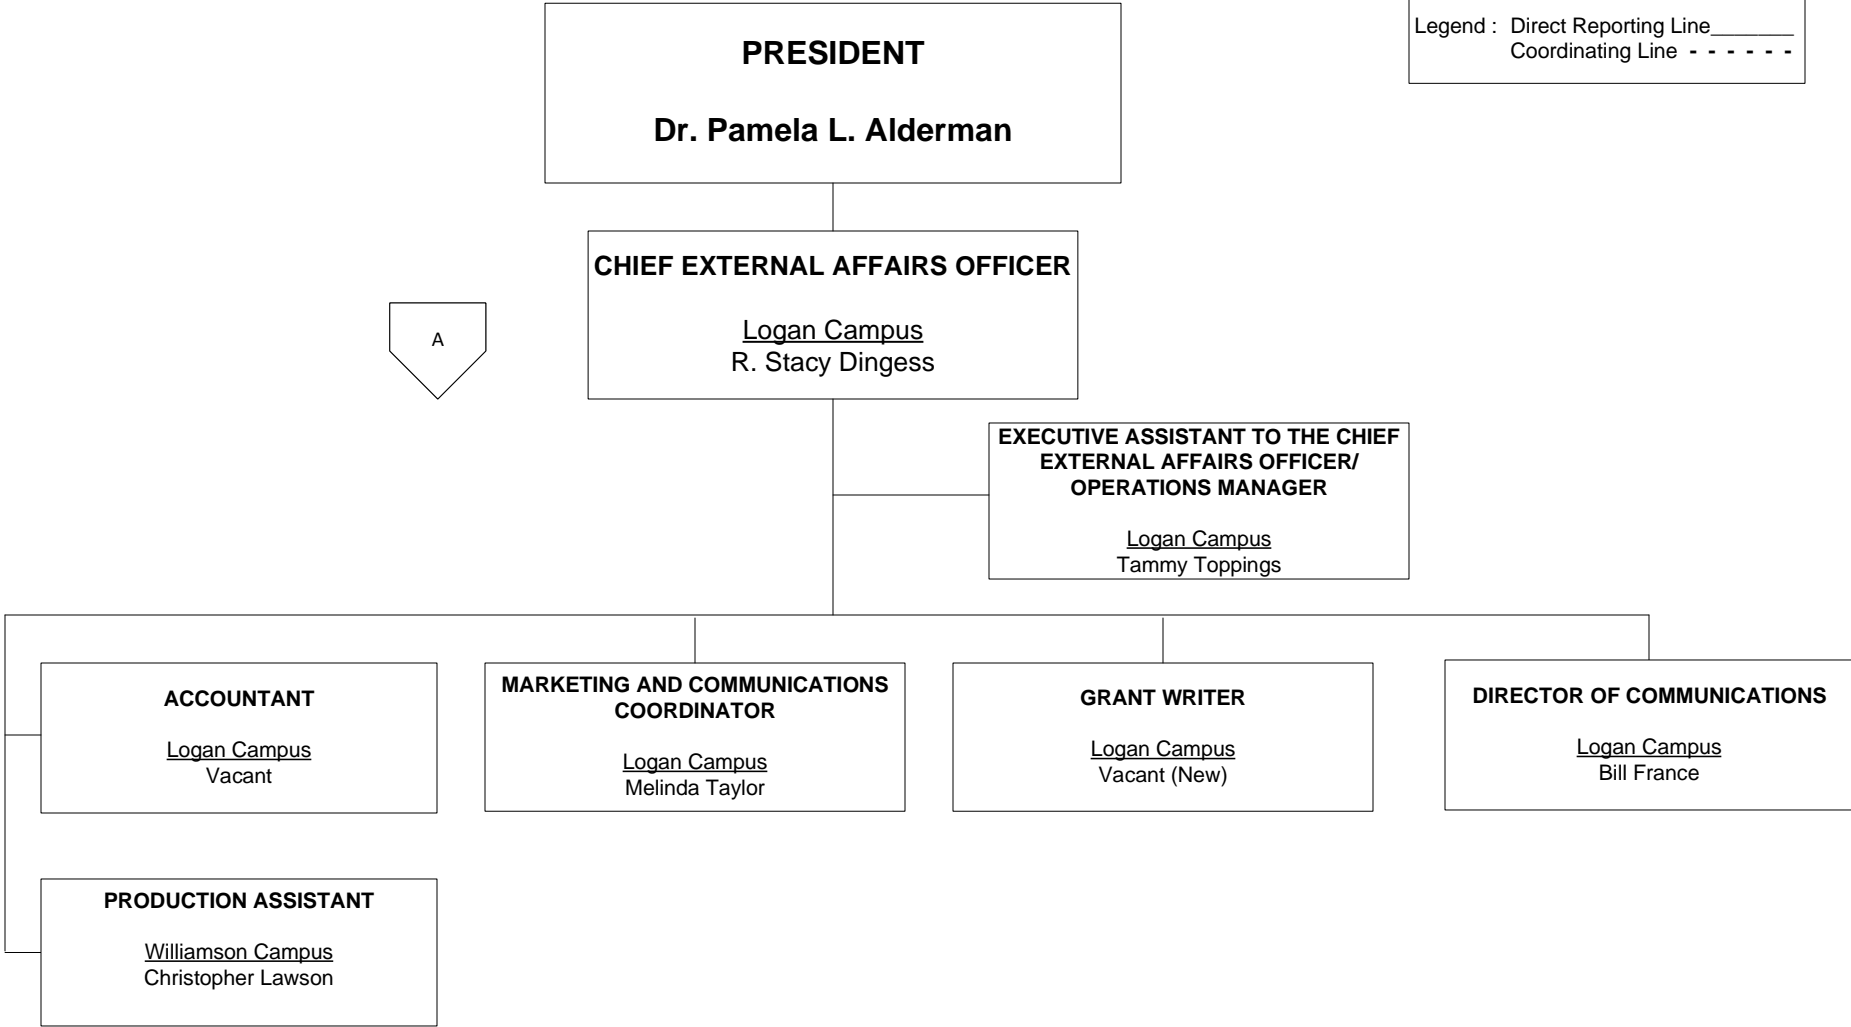 PRESIDENT
Dr. Pamela L. Alderman
Legend : Direct Reporting Line_______
Coordinating Line - - - - - -
CHIEF EXTERNAL AFFAIRS OFFICER
Logan Campus
R. Stacy Dingess
A
EXECUTIVE ASSISTANT TO THE CHIEF
EXTERNAL AFFAIRS OFFICER/
OPERATIONS MANAGER
Logan Campus
Tammy Toppings
ACCOUNTANT
Logan Campus
Vacant
MARKETING AND COMMUNICATIONS
COORDINATOR
Logan Campus
Melinda Taylor
GRANT WRITER
Logan Campus
Vacant (New)
DIRECTOR OF COMMUNICATIONS
Logan Campus
Bill France
PRODUCTION ASSISTANT
Williamson Campus
Christopher Lawson